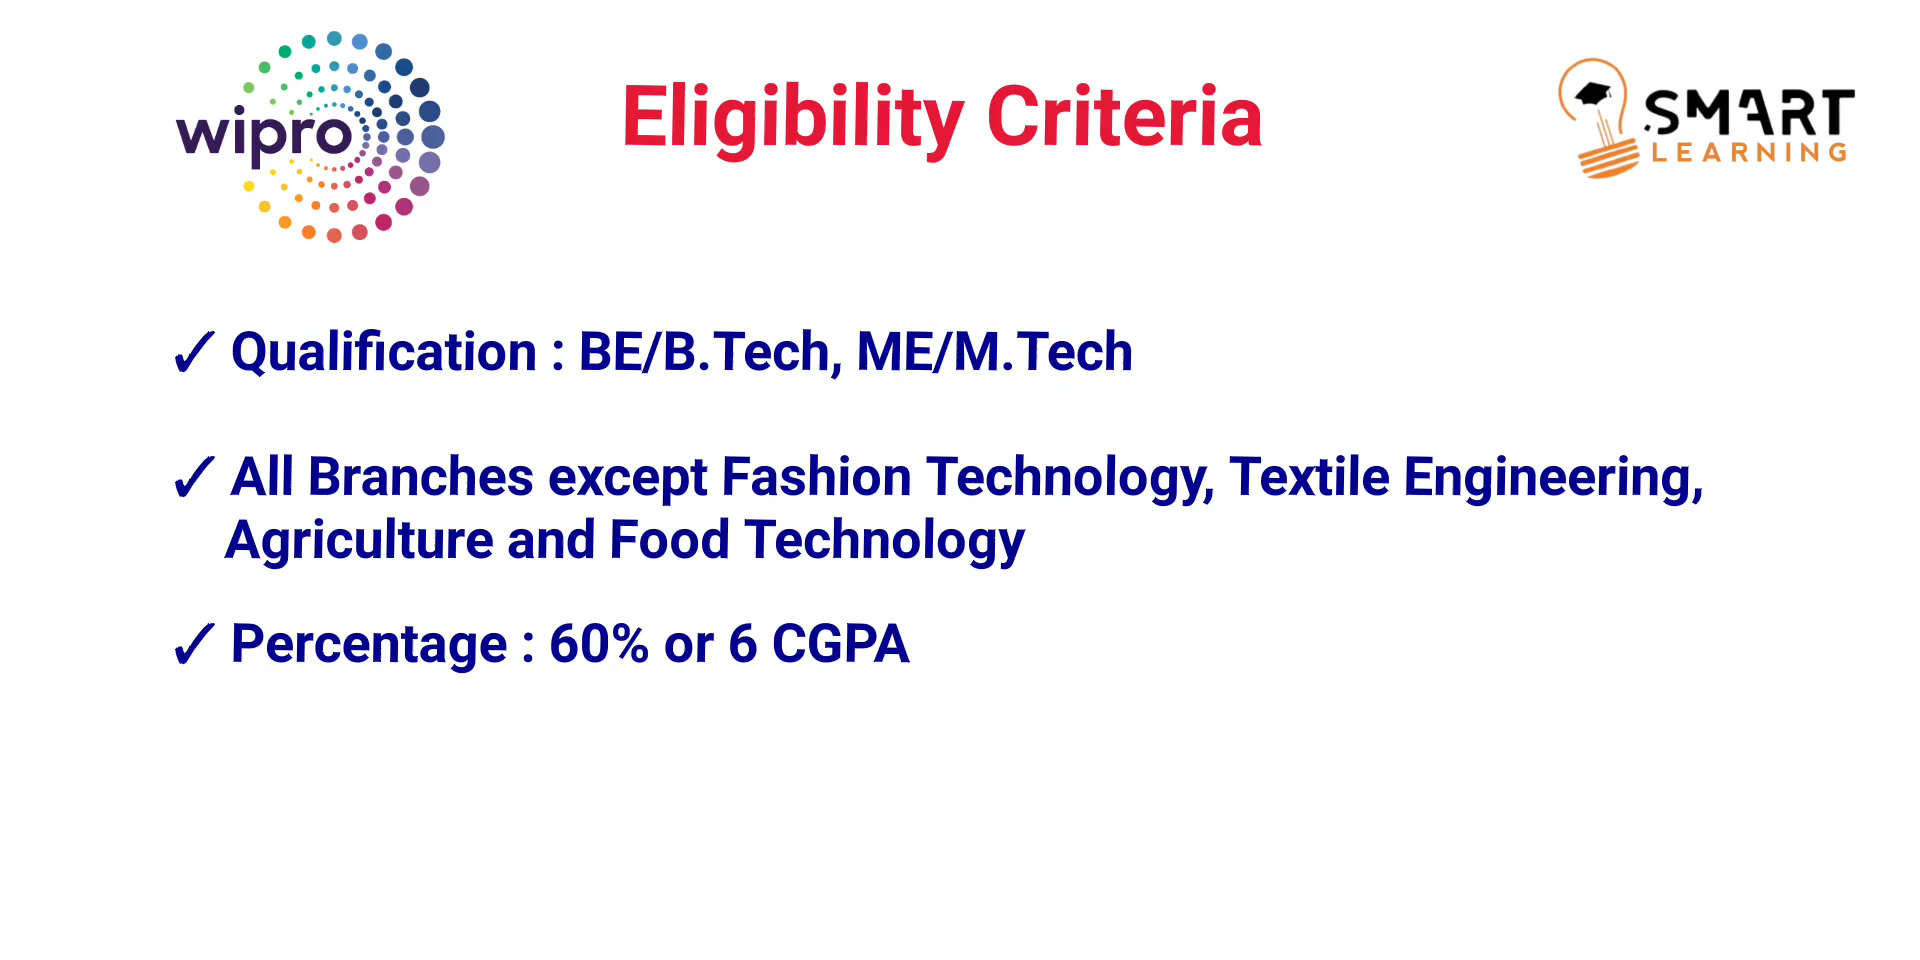 wipro
Eligibility Criteria
SMART
LEARNING
✓ Qualification : BE/B.Tech, ME/M.Tech
✓ All Branches except Fashion Technology, Textile Engineering,
Agriculture and Food Technology
✓ Percentage : 60% or 6 CGPA